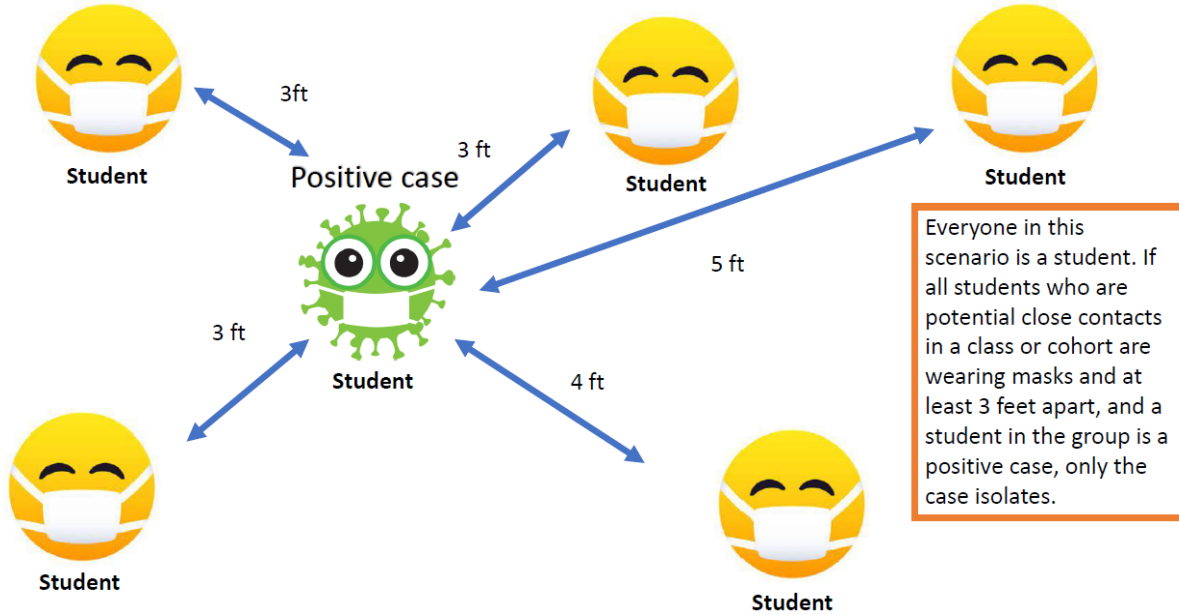 3ft
Student
3 ft
Student
Student
Positive case
Student
5 ft
3 ft
4 ft
Student
Student
Everyone in this
scenario is a student. If
all students who are
potential close contacts
in a class or cohort are
wearing masks and at
least 3 feet apart, and a
student in the group is a
positive case, only the
case isolates.